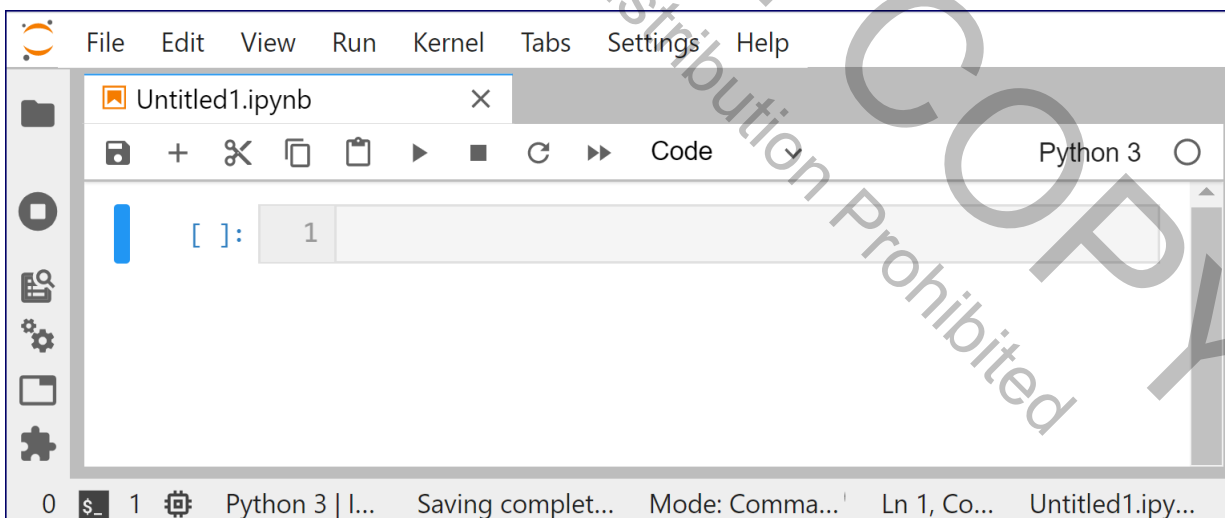 File Edit View Run Kernel Tabs Settings Help
Untitled1.ipynb
Code Python 3
[ ]: 1
0 $_ 1 Python 3 | I... Saving complet... Mode: Comma... Ln 1, Co... Untitled1.ipy...
COPY
Prohibited